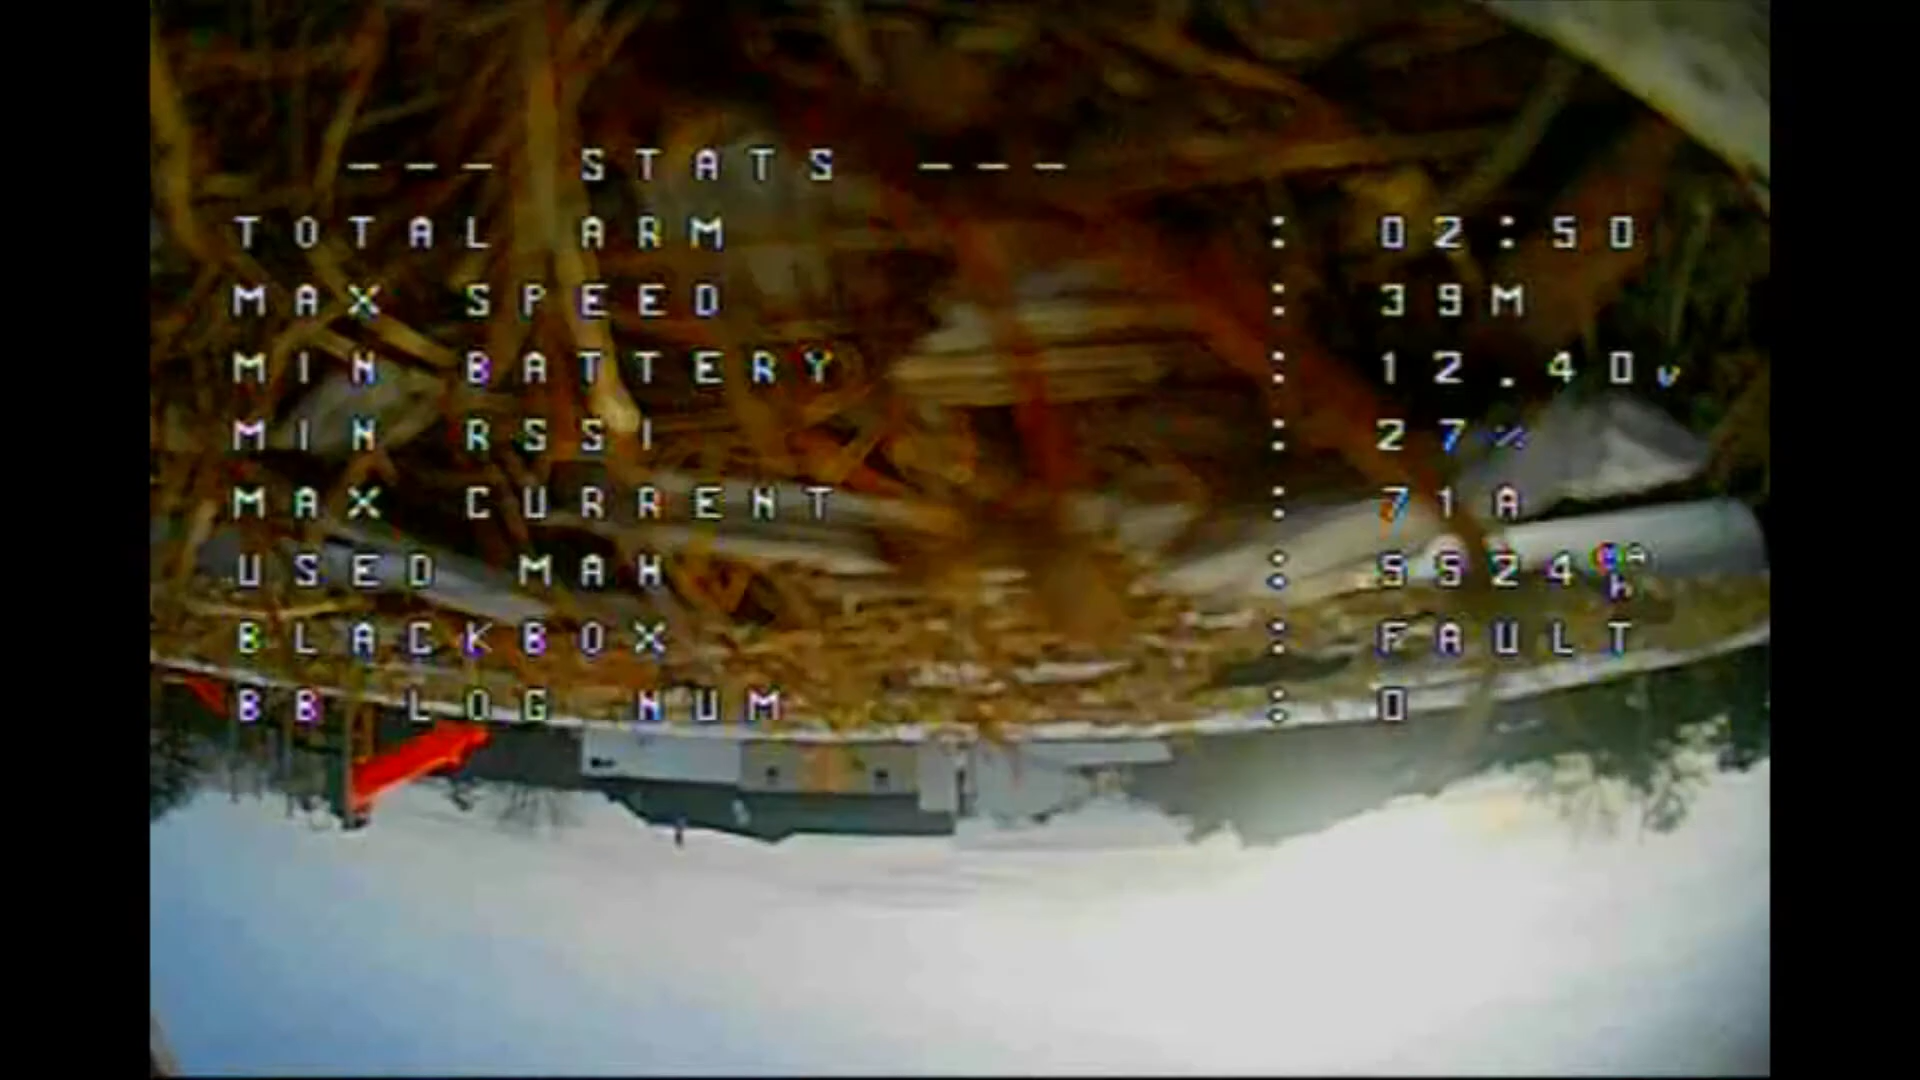 --- STATS ---
TOTAL ARM : 02:50
MAX SPEED : 39M
MIN BATTERY : 12.40v
MIN RSSI : 27%
MAX CURRENT : 71A
USED MAH : 5524mAh
BLACKBOX : FAULT
BB LOG NUM : 0